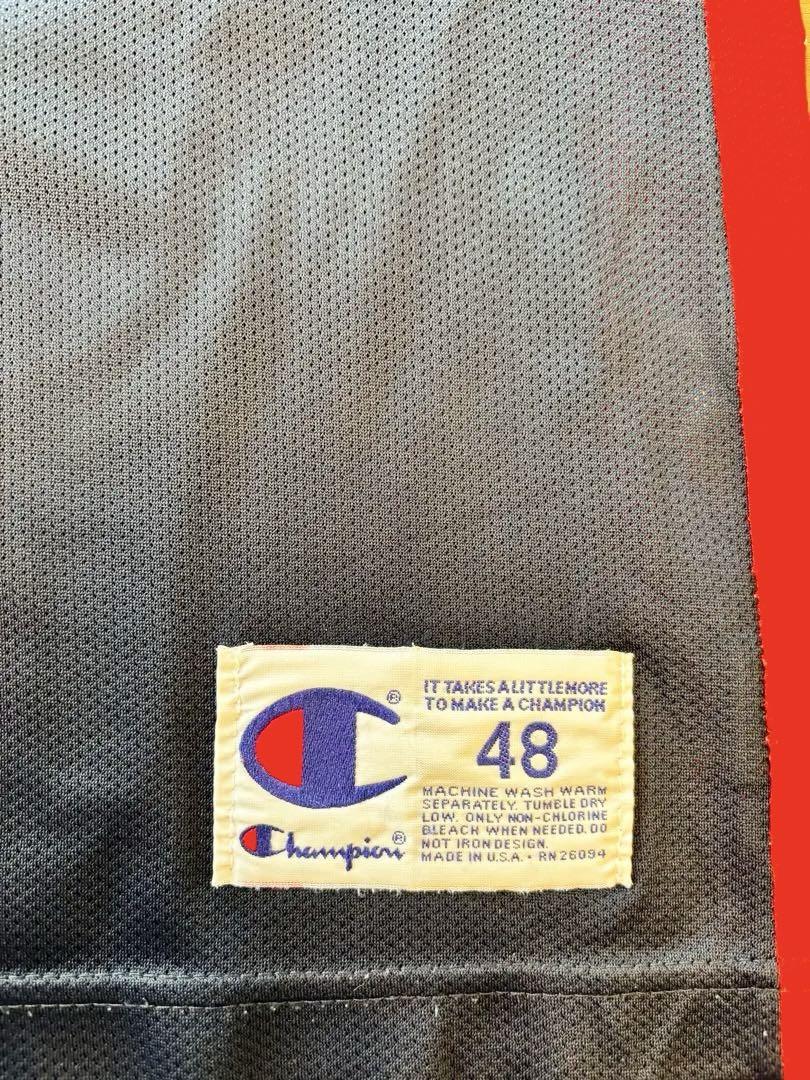 ®
IT TAKES A LITTLE MORE
TO MAKE A CHAMPION
48
Champion®
MACHINE WASH WARM
SEPARATELY. TUMBLE DRY
LOW. ONLY NON-CHLORINE
BLEACH WHEN NEEDED. DO
NOT IRON DESIGN.
MADE IN U.S.A. • RN 26094